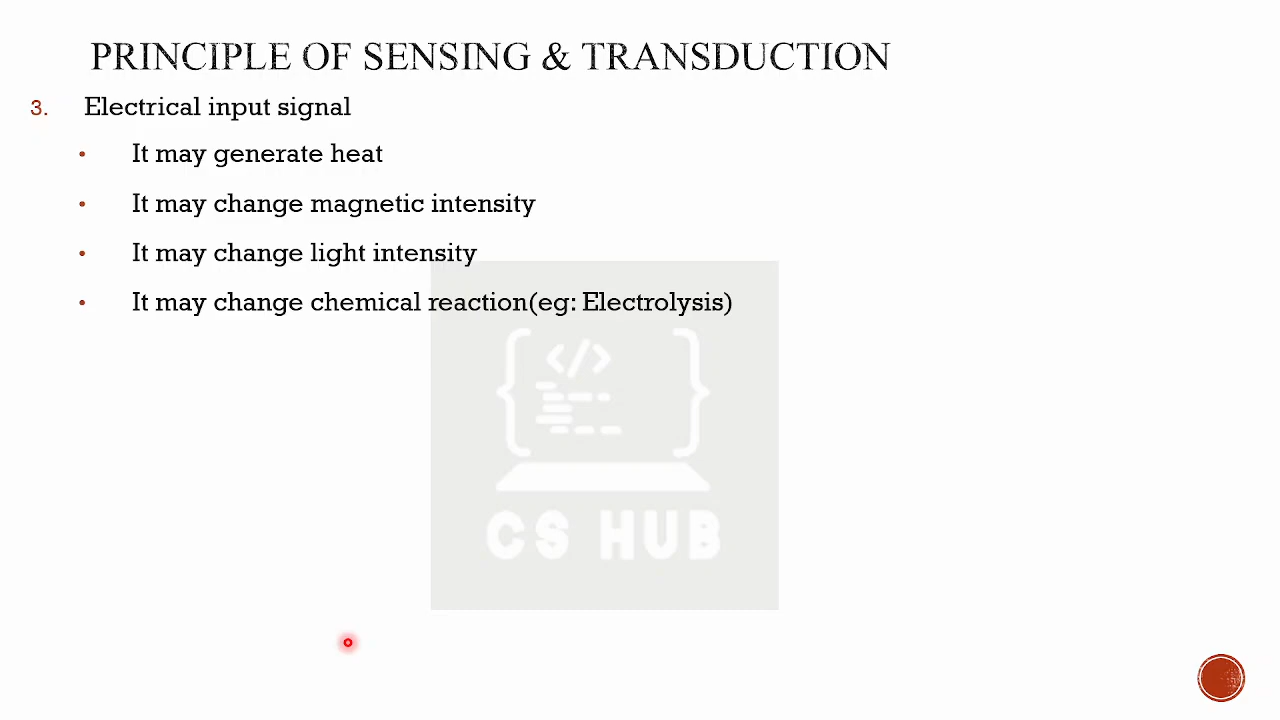 PRINCIPLE OF SENSING & TRANSDUCTION
3. Electrical input signal
• It may generate heat
• It may change magnetic intensity
• It may change light intensity
• It may change chemical reaction(eg: Electrolysis)
</>
CS HUB